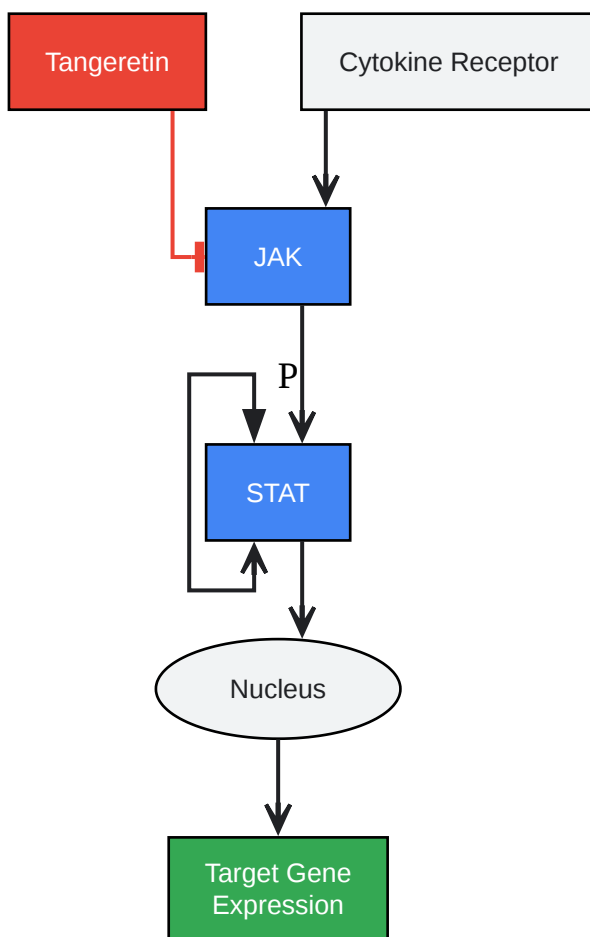 Tangeretin
Cytokine Receptor
JAK
P
STAT
Nucleus
Target Gene
Expression